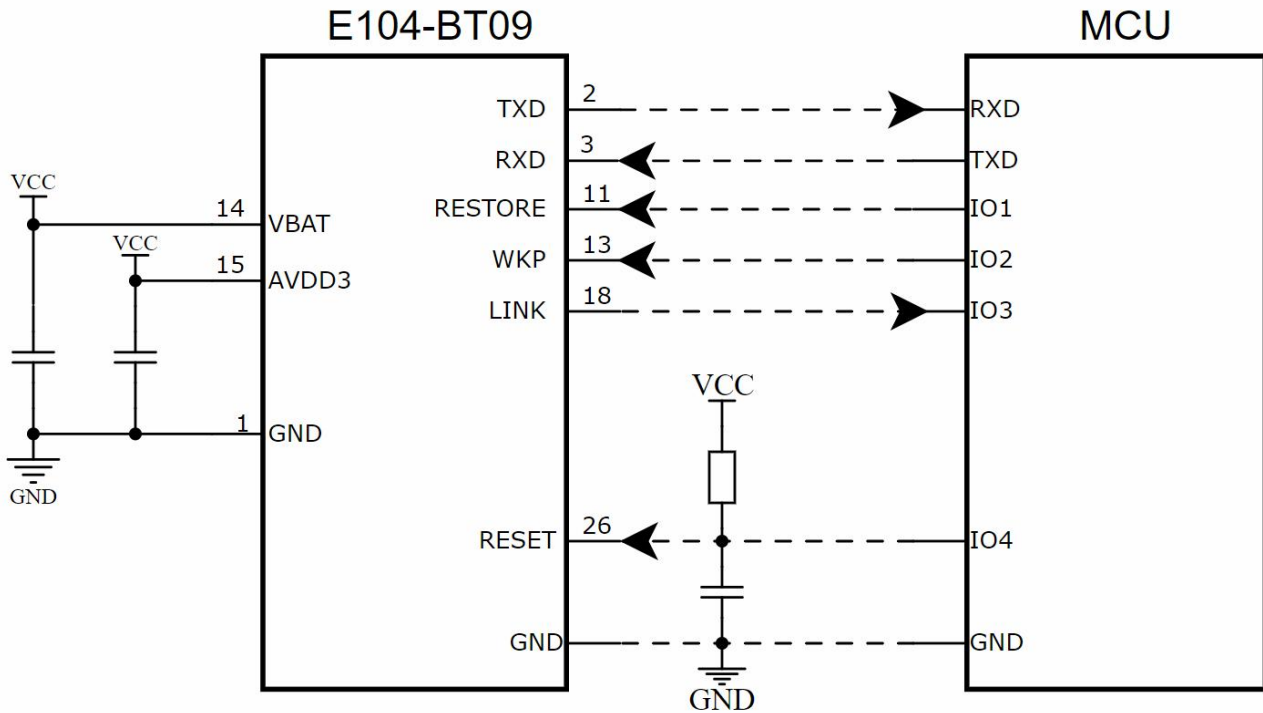 E104-BT09 MCU
TXD 2 RXD
RXD 3 TXD
VCC
RESTORE 11 IO1
14 VBAT
VCC
WKP 13 IO2
15 AVDD3
LINK 18 IO3
VCC
1 GND
GND
RESET 26 IO4
GND GND
GND